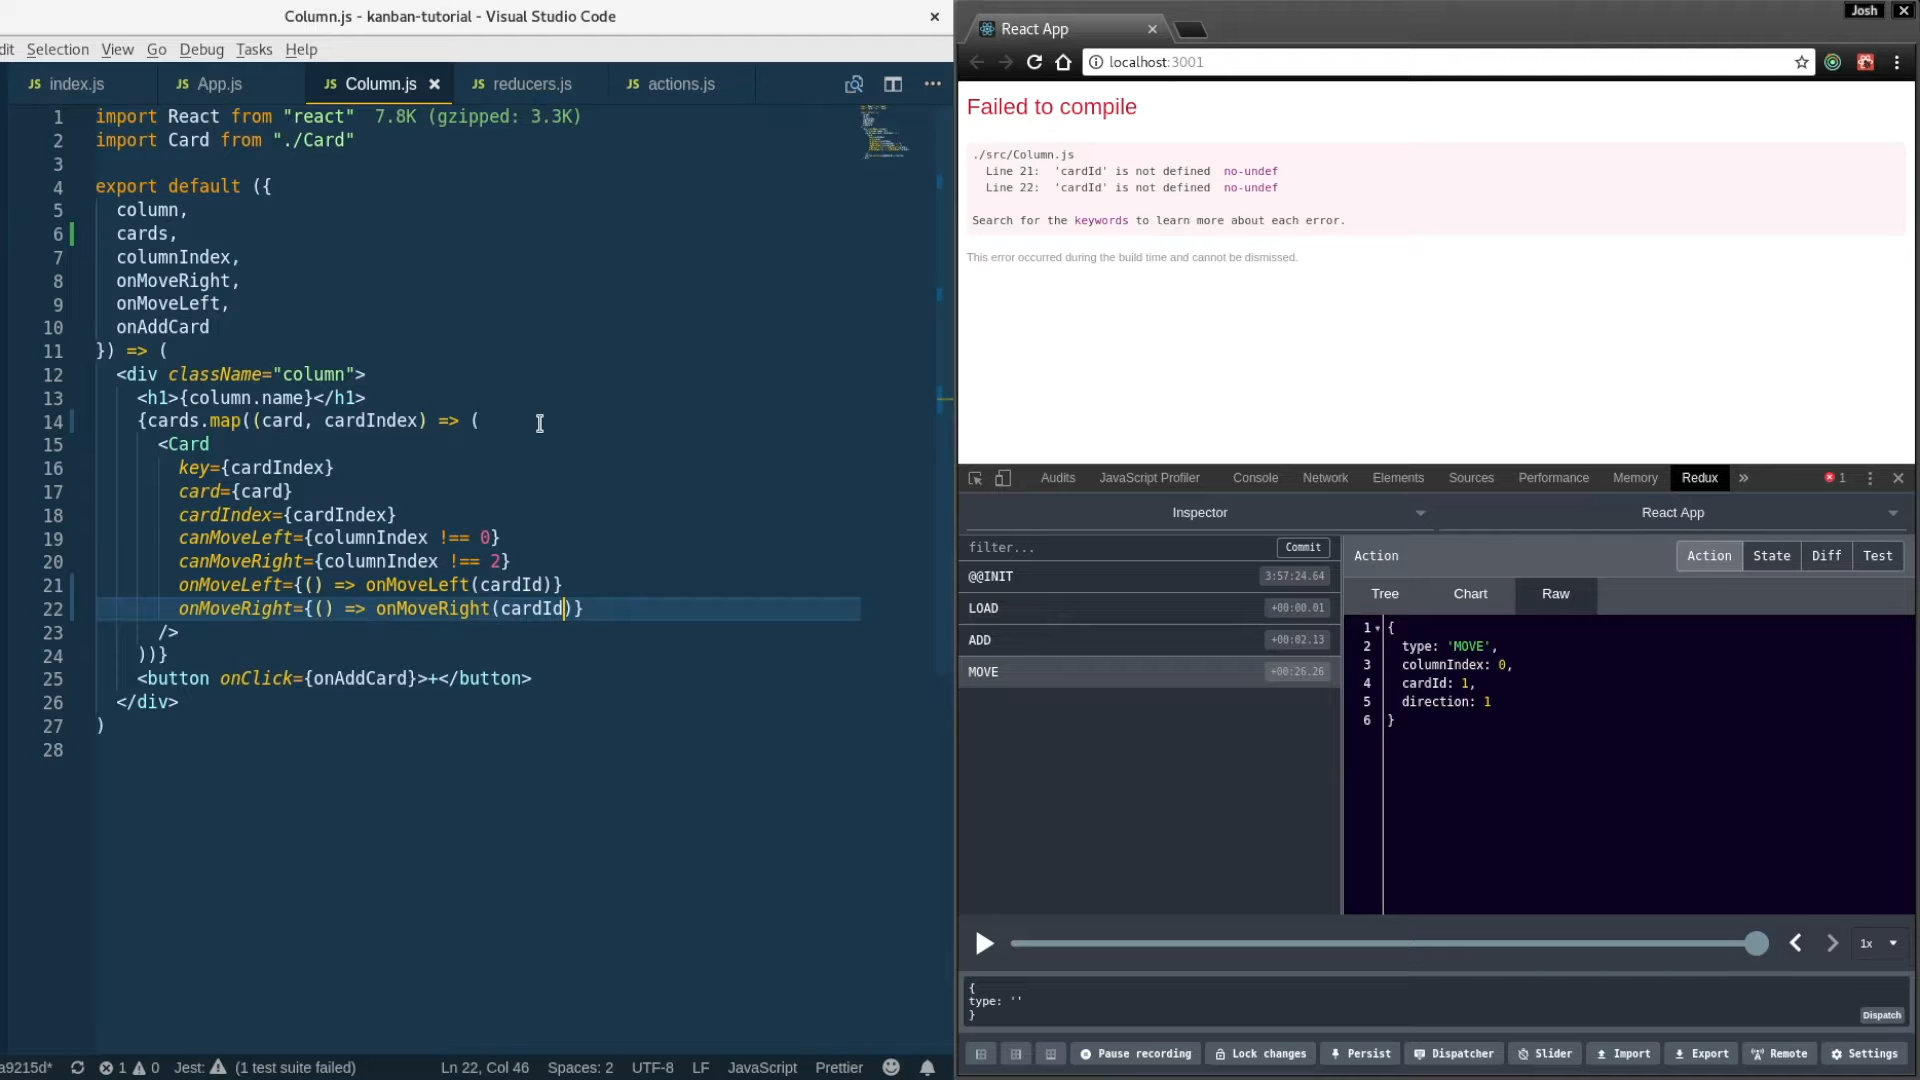 Column.js - kanban-tutorial - Visual Studio Code
dit Selection View Go Debug Tasks Help
JS index.js JS App.js JS Column.js JS reducers.js JS actions.js
1 import React from "react" 7.8K (gzipped: 3.3K)
2 import Card from "./Card"
3
4 export default ({
5 column,
6 cards,
7 columnIndex,
8 onMoveRight,
9 onMoveLeft,
10 onAddCard
11 }) => (
12 <div className="column">
13 <h1>{column.name}</h1>
14 {cards.map((card, cardIndex) => (
15 <Card
16 key={cardIndex}
17 card={card}
18 cardIndex={cardIndex}
19 canMoveLeft={columnIndex !== 0}
20 canMoveRight={columnIndex !== 2}
21 onMoveLeft={() => onMoveLeft(cardId)}
22 onMoveRight={() => onMoveRight(cardId)}
23 />
24 ))}
25 <button onClick={onAddCard}>+</button>
26 </div>
27 )
28
a9215d* 1 0 Jest: (1 test suite failed) Ln 22, Col 46 Spaces: 2 UTF-8 LF JavaScript Prettier
Josh
React App
localhost:3001
Failed to compile
./src/Column.js
Line 21: 'cardId' is not defined no-undef
Line 22: 'cardId' is not defined no-undef
Search for the keywords to learn more about each error.
This error occurred during the build time and cannot be dismissed.
Audits JavaScript Profiler Console Network Elements Sources Performance Memory Redux » 1
Inspector React App
filter... Commit
@@INIT 3:57:24.64
LOAD +00:00.01
ADD +00:02.13
MOVE +00:26.26
Action Action State Diff Test
Tree Chart Raw
1 {
2 type: 'MOVE',
3 columnIndex: 0,
4 cardId: 1,
5 direction: 1
6 }
1x
{
type: ''
}
Dispatch
Pause recording Lock changes Persist Dispatcher Slider Import Export Remote Settings